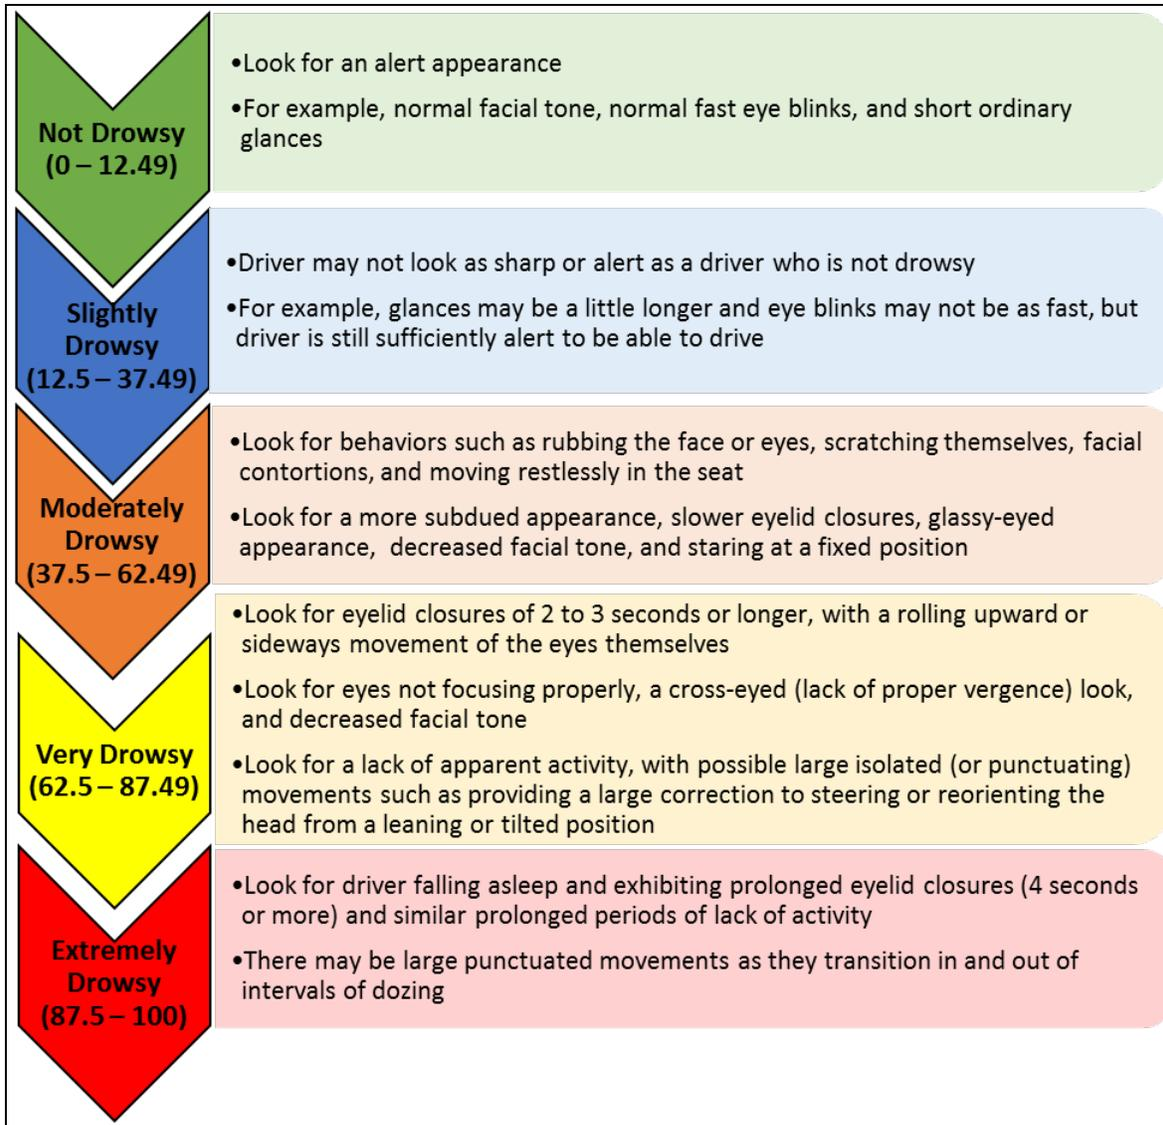 Not Drowsy
(0 – 12.49)
•Look for an alert appearance
•For example, normal facial tone, normal fast eye blinks, and short ordinary
glances
Slightly
Drowsy
(12.5 – 37.49)
•Driver may not look as sharp or alert as a driver who is not drowsy
•For example, glances may be a little longer and eye blinks may not be as fast, but
driver is still sufficiently alert to be able to drive
Moderately
Drowsy
(37.5 – 62.49)
•Look for behaviors such as rubbing the face or eyes, scratching themselves, facial
contortions, and moving restlessly in the seat
•Look for a more subdued appearance, slower eyelid closures, glassy-eyed
appearance, decreased facial tone, and staring at a fixed position
Very Drowsy
(62.5 – 87.49)
•Look for eyelid closures of 2 to 3 seconds or longer, with a rolling upward or
sideways movement of the eyes themselves
•Look for eyes not focusing properly, a cross-eyed (lack of proper vergence) look,
and decreased facial tone
•Look for a lack of apparent activity, with possible large isolated (or punctuating)
movements such as providing a large correction to steering or reorienting the
head from a leaning or tilted position
Extremely
Drowsy
(87.5 – 100)
•Look for driver falling asleep and exhibiting prolonged eyelid closures (4 seconds
or more) and similar prolonged periods of lack of activity
•There may be large punctuated movements as they transition in and out of
intervals of dozing